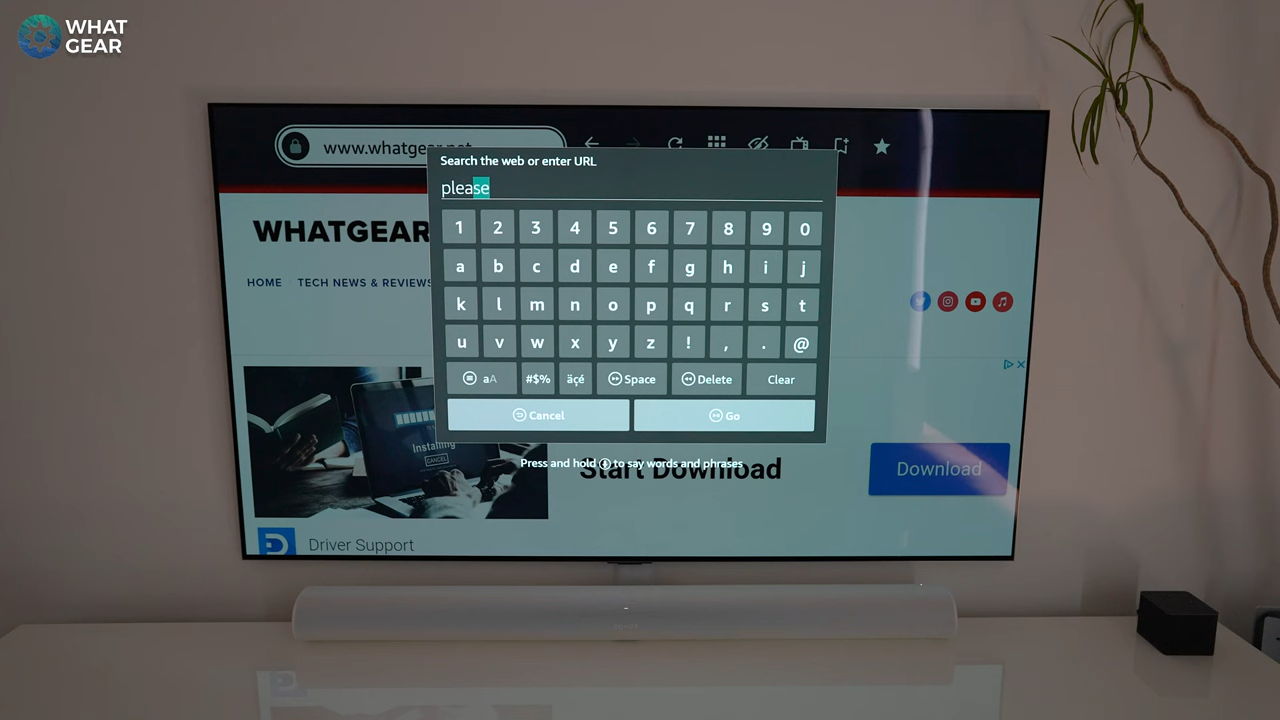 WHAT
GEAR
www.whatgear.net
Search the web or enter URL
please
1 2 3 4 5 6 7 8 9 0
a b c d e f g h i j
k l m n o p q r s t
u v w x y z ! , . @
aA #$% äçé Space Delete Clear
Cancel Go
Press and hold to say words and phrases
WHATGEAR
HOME TECH NEWS & REVIEWS
Installing
CANCEL
Start Download
Download
Driver Support